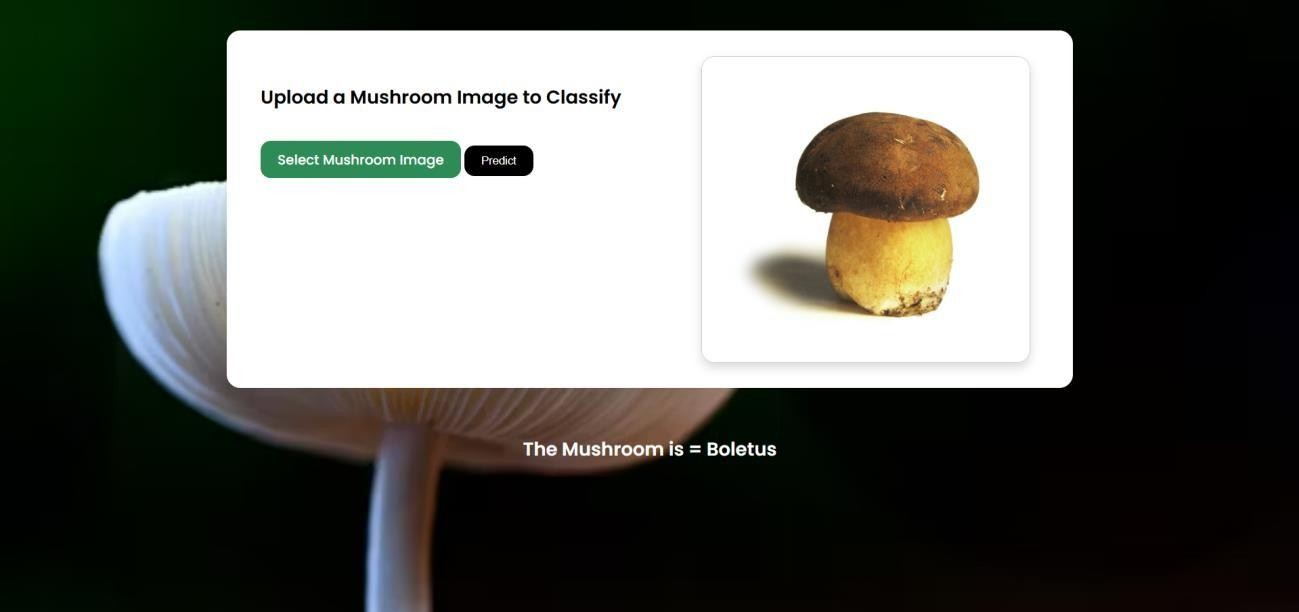 Upload a Mushroom Image to Classify
Select Mushroom Image Predict
The Mushroom is = Boletus